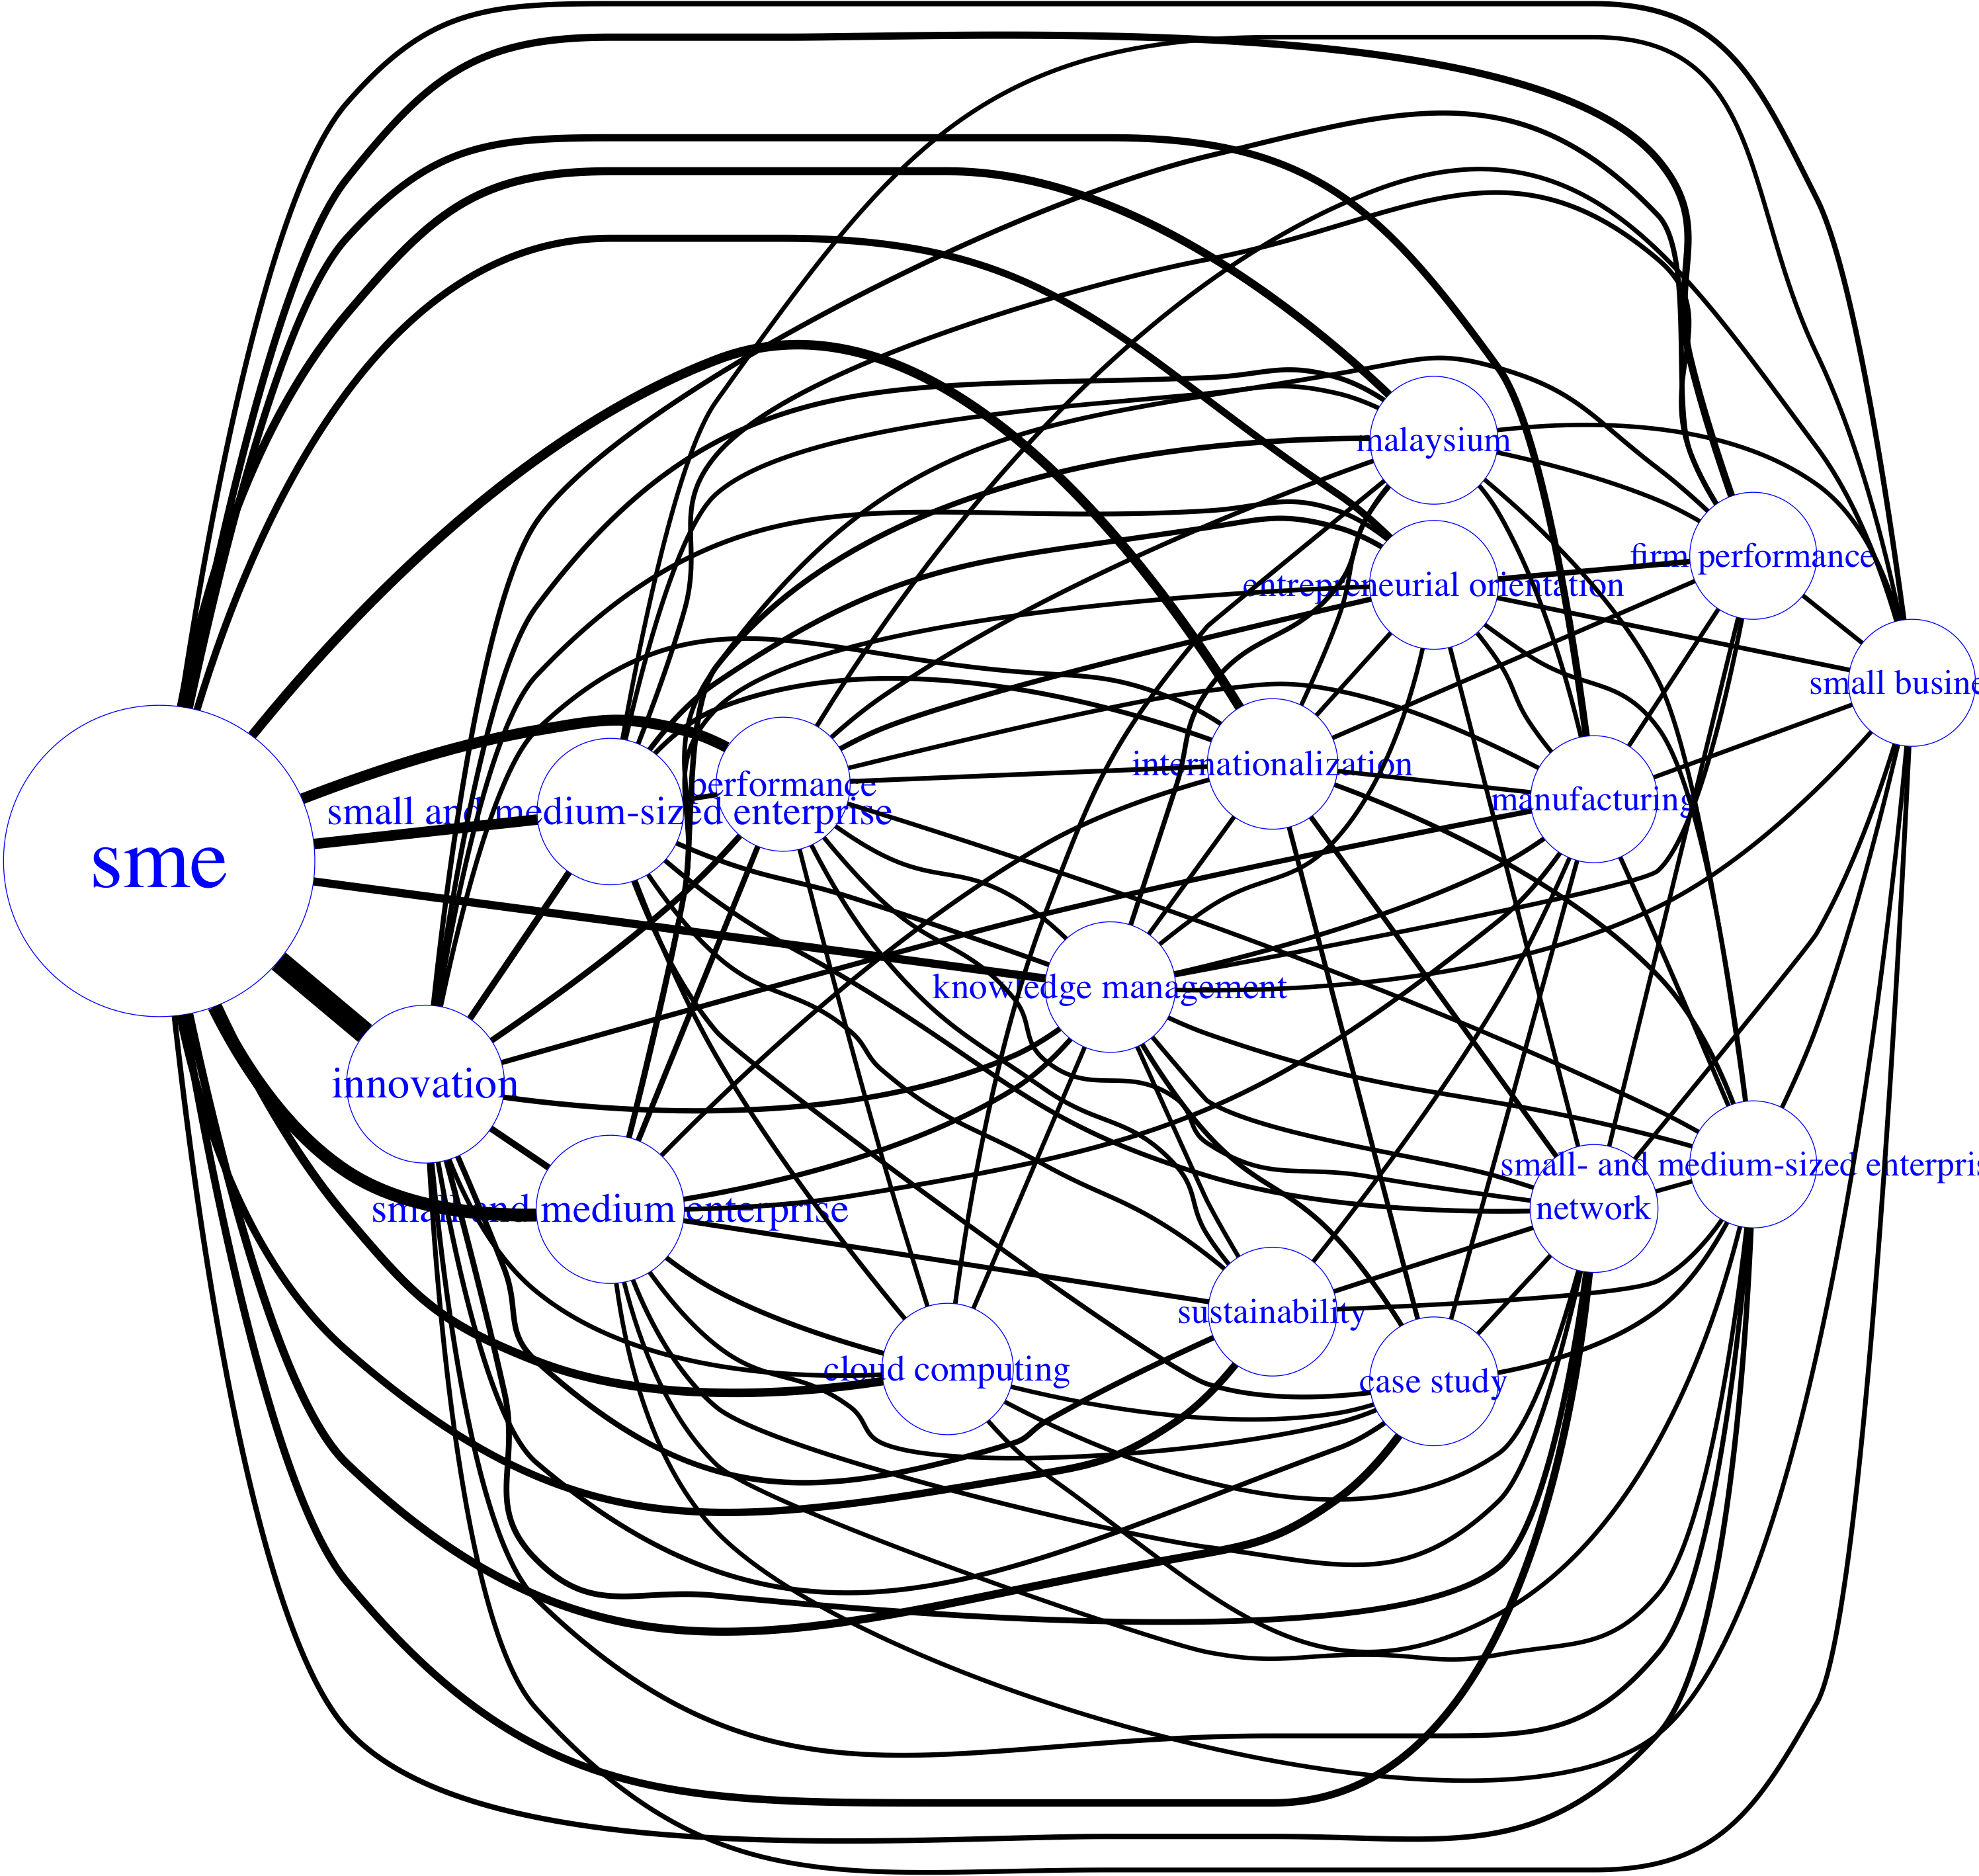 malaysium
firm performance
entrepreneurial orientation
small busine
internationalization
performance
manufacturing
small and medium-sized enterprise
sme
knowledge management
innovation
small- and medium-sized enterpris
network
small and medium enterprise
sustainability
cloud computing
case study